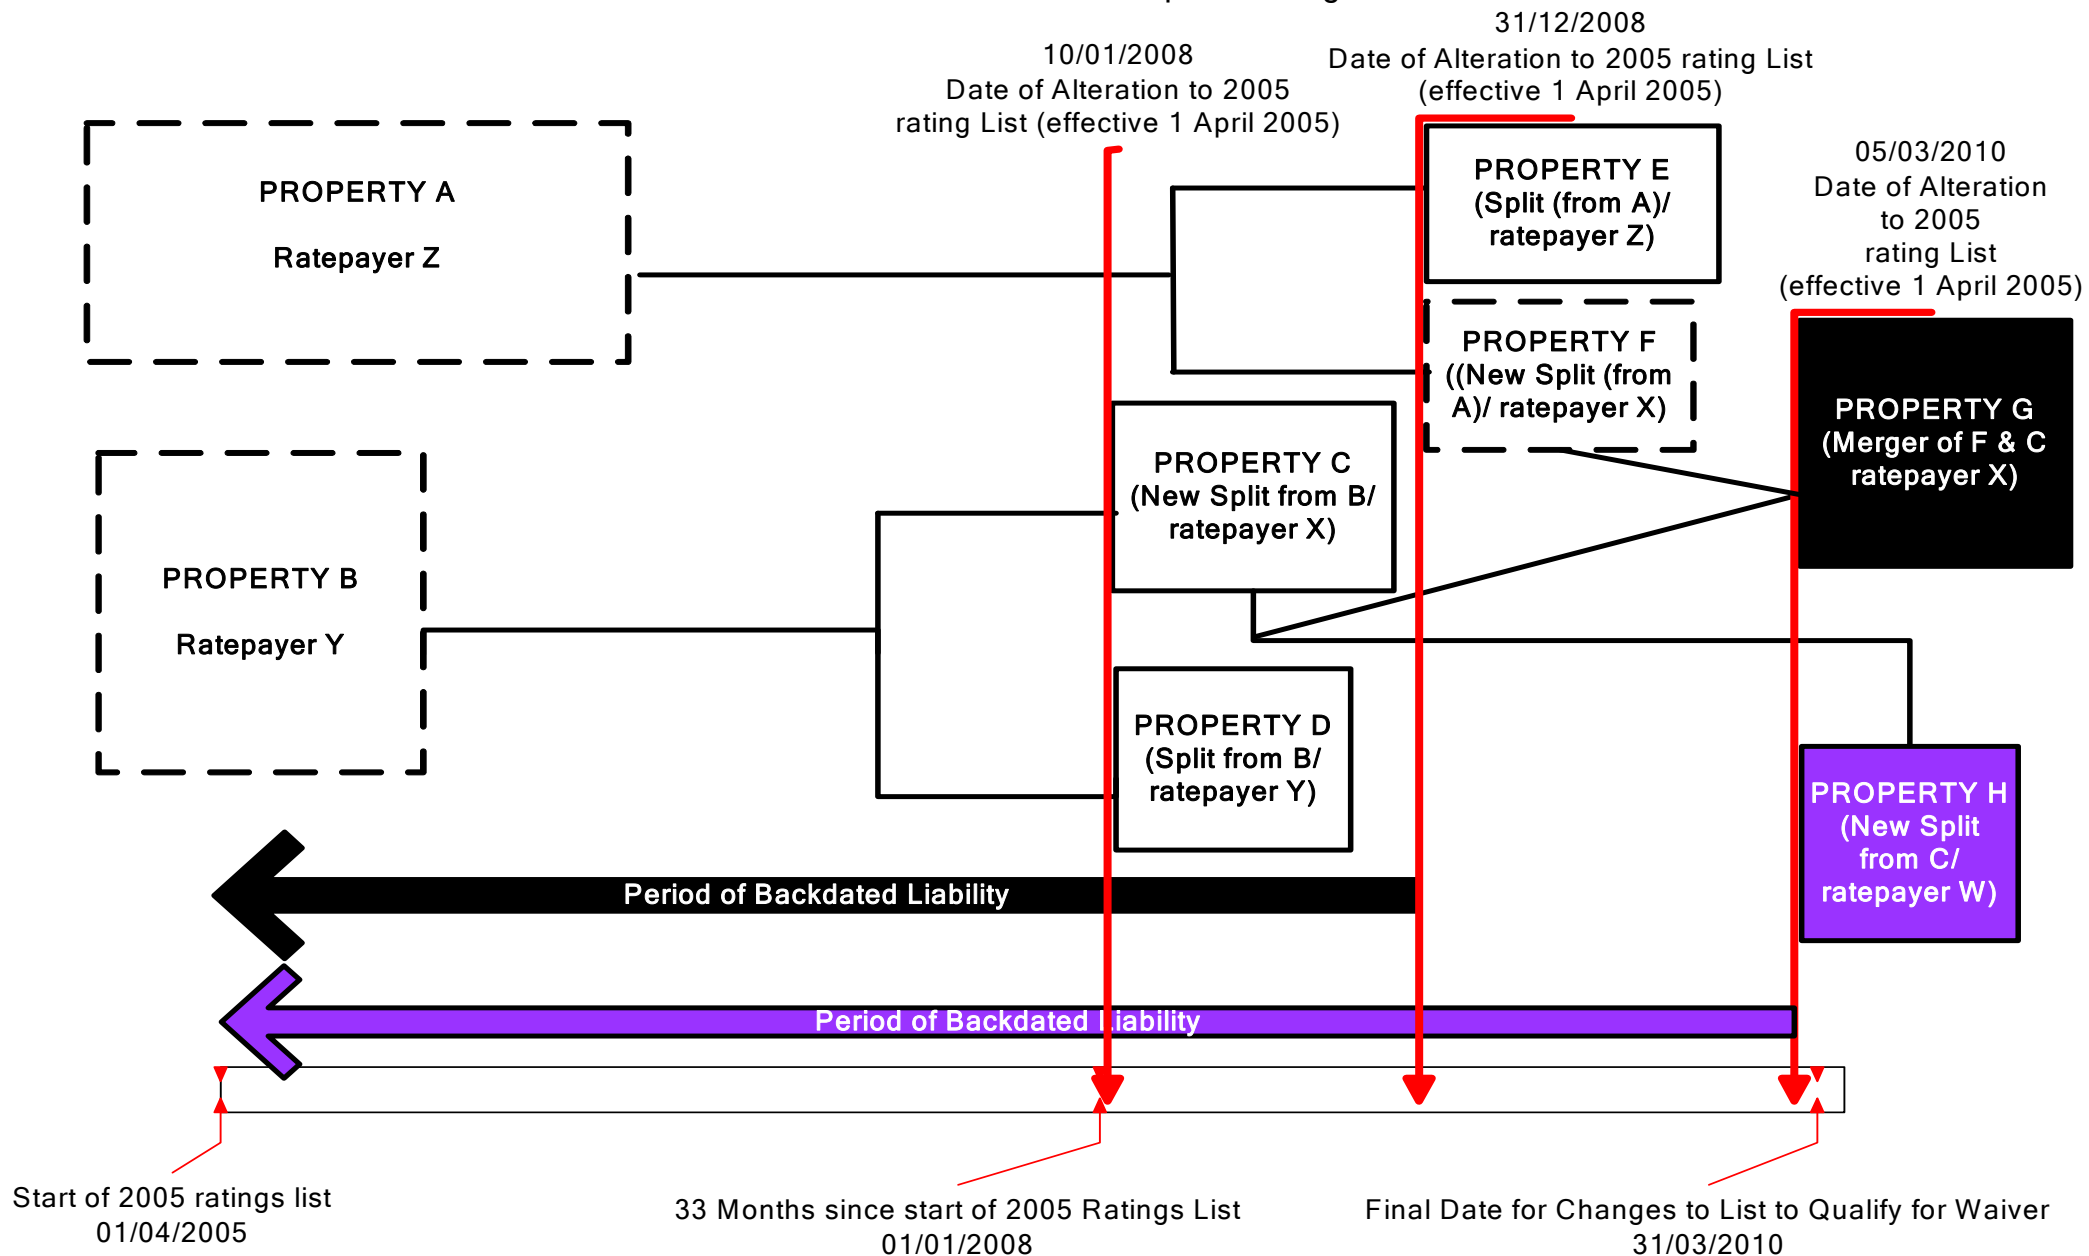 31/12/2008
Date of Alteration to 2005 rating List
(effective 1 April 2005)
10/01/2008
Date of Alteration to 2005
rating List (effective 1 April 2005)
05/03/2010
Date of Alteration
to 2005
rating List
(effective 1 April 2005)
PROPERTY A
Ratepayer Z
PROPERTY E
(Split (from A)/
ratepayer Z)
PROPERTY F
((New Split (from
A)/ ratepayer X)
PROPERTY G
(Merger of F & C
ratepayer X)
PROPERTY C
(New Split from B/
ratepayer X)
PROPERTY B
Ratepayer Y
PROPERTY D
(Split from B/
ratepayer Y)
PROPERTY H
(New Split
from C/
ratepayer W)
Period of Backdated Liability
Period of Backdated Liability
Start of 2005 ratings list
01/04/2005
33 Months since start of 2005 Ratings List
01/01/2008
Final Date for Changes to List to Qualify for Waiver
31/03/2010